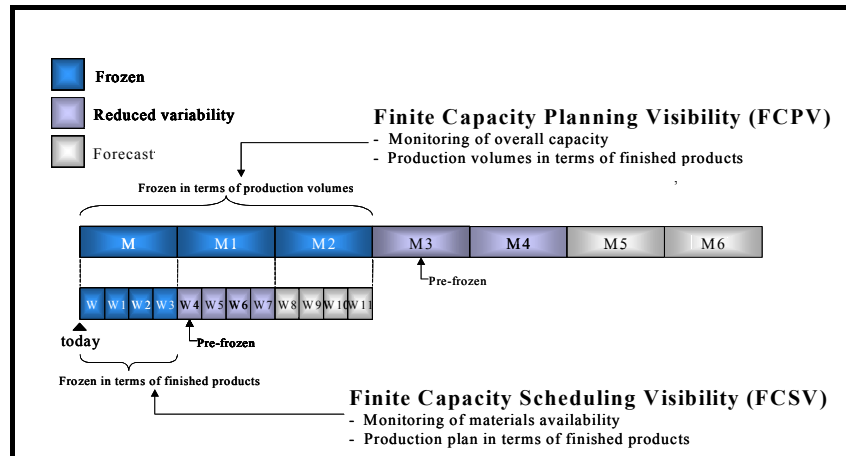 Frozen
Reduced variability
Forecast
Finite Capacity Planning Visibility (FCPV)
- Monitoring of overall capacity
- Production volumes in terms of finished products
,
Frozen in terms of production volumes
M M1 M2 M3 M4 M5 M6
Pre-frozen
W W1 W2 W3 W4 W5 W6 W7 W8 W9 W10 W11
today
Pre-frozen
Frozen in terms of finished products
Finite Capacity Scheduling Visibility (FCSV)
- Monitoring of materials availability
- Production plan in terms of finished products